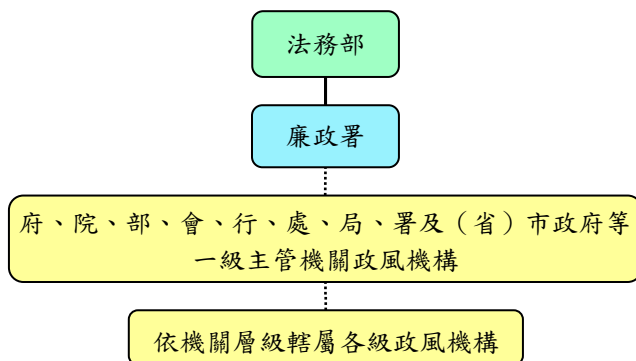 法務部
廉政署
府、院、部、會、行、處、局、署及（省）市政府等
一級主管機關政風機構
依機關層級轄屬各級政風機構